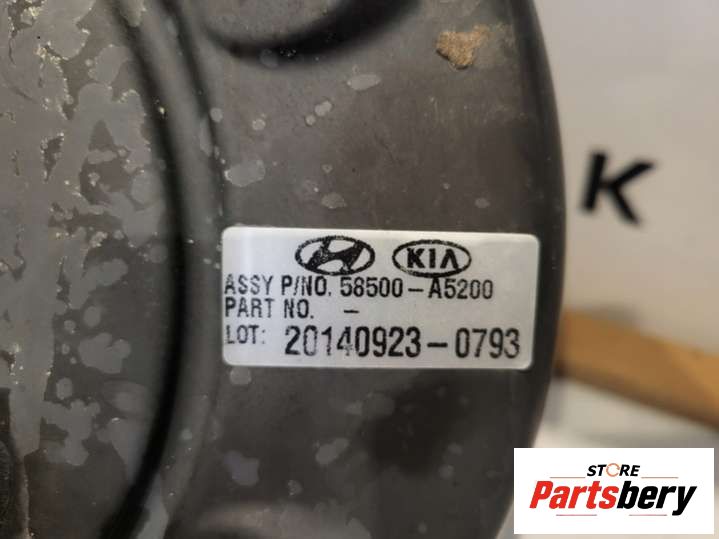 K
KIA
ASSY P/NO. 58500-A5200
PART NO. -
LOT: 20140923-0793
STORE
Partsbery